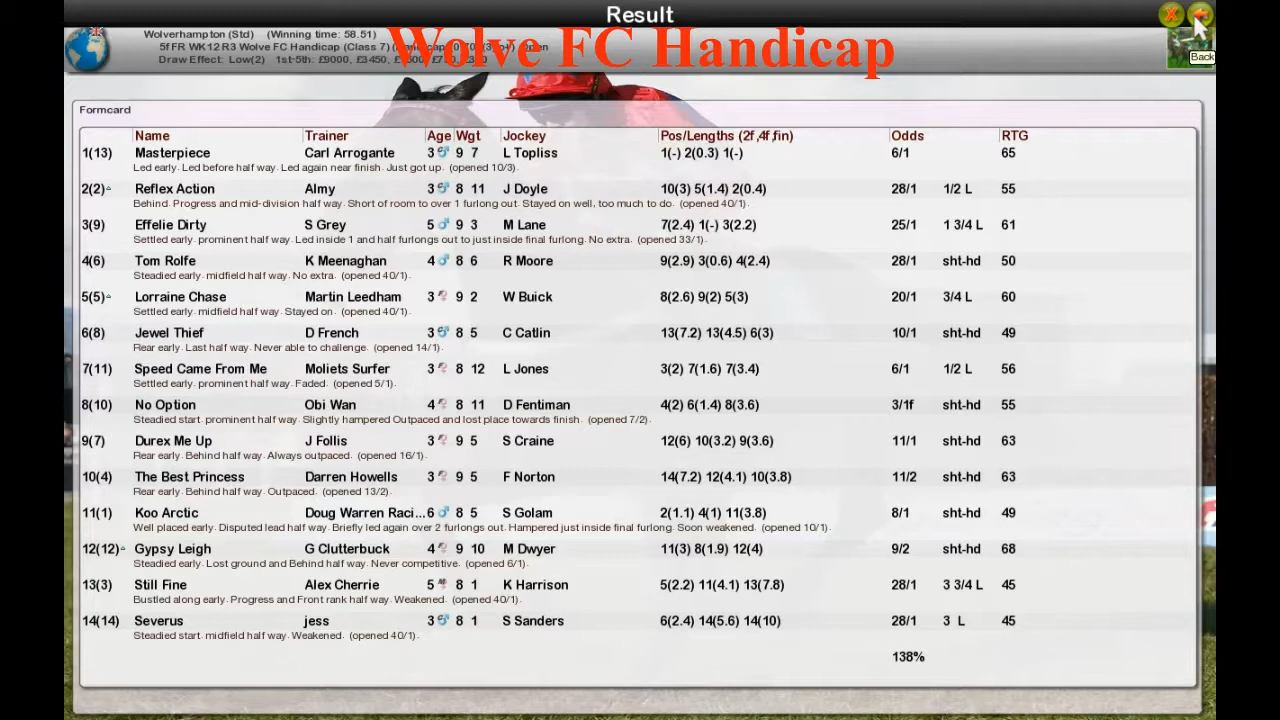 Result
Wolverhampton (Std) (Winning time: 58.51)
5fFR WK12 R3 Wolve FC Handicap (Class 7)
Wolve FC Handicap
Draw Effect: Low(2) 1st-5th: £9000, £3450,
Back
Formcard
Name Trainer Age Wgt Jockey Pos/Lengths (2f,4f,fin) Odds RTG
1(13) Masterpiece Carl Arrogante 3 9 7 L Topliss 1(-) 2(0.3) 1(-) 6/1 65
Led early. Led before half way. Led again near finish. Just got up. (opened 10/3).
2(2) Reflex Action Almy 3 8 11 J Doyle 10(3) 5(1.4) 2(0.4) 28/1 1/2 L 55
Behind. Progress and mid-division half way. Short of room to over 1 furlong out. Stayed on well, too much to do. (opened 40/1).
3(9) Effelie Dirty S Grey 5 9 3 M Lane 7(2.4) 1(-) 3(2.2) 25/1 1 3/4 L 61
Settled early. prominent half way. Led inside 1 and half furlongs out to just inside final furlong. No extra. (opened 33/1).
4(6) Tom Rolfe K Meenaghan 4 8 6 R Moore 9(2.9) 3(0.6) 4(2.4) 28/1 sht-hd 50
Steadied early. midfield half way. No extra. (opened 40/1).
5(5) Lorraine Chase Martin Leedham 3 9 2 W Buick 8(2.6) 9(2) 5(3) 20/1 3/4 L 60
Settled early. midfield half way. Stayed on. (opened 40/1).
6(8) Jewel Thief D French 3 8 5 C Catlin 13(7.2) 13(4.5) 6(3) 10/1 sht-hd 49
Rear early. Last half way. Never able to challenge. (opened 14/1).
7(11) Speed Came From Me Moliets Surfer 3 8 12 L Jones 3(2) 7(1.6) 7(3.4) 6/1 1/2 L 56
Settled early. prominent half way. Faded. (opened 5/1).
8(10) No Option Obi Wan 4 8 11 D Fentiman 4(2) 6(1.4) 8(3.6) 3/1f sht-hd 55
Steadied start. prominent half way. Slightly hampered Outpaced and lost place towards finish. (opened 7/2).
9(7) Durex Me Up J Follis 3 9 5 S Craine 12(6) 10(3.2) 9(3.6) 11/1 sht-hd 63
Rear early. Behind half way. Always outpaced. (opened 16/1).
10(4) The Best Princess Darren Howells 3 9 5 F Norton 14(7.2) 12(4.1) 10(3.8) 11/2 sht-hd 63
Rear early. Behind half way. Outpaced. (opened 13/2).
11(1) Koo Arctic Doug Warren Raci... 6 8 5 S Golam 2(1.1) 4(1) 11(3.8) 8/1 sht-hd 49
Well placed early. Disputed lead half way. Briefly led again over 2 furlongs out. Hampered just inside final furlong. Soon weakened. (opened 10/1).
12(12) Gypsy Leigh G Clutterbuck 4 9 10 M Dwyer 11(3) 8(1.9) 12(4) 9/2 sht-hd 68
Steadied early. Lost ground and Behind half way. Never competitive. (opened 6/1).
13(3) Still Fine Alex Cherrie 5 8 1 K Harrison 5(2.2) 11(4.1) 13(7.8) 28/1 3 3/4 L 45
Bustled along early. Progress and Front rank half way. Weakened. (opened 40/1).
14(14) Severus jess 3 8 1 S Sanders 6(2.4) 14(5.6) 14(10) 28/1 3 L 45
Steadied start. midfield half way. Weakened. (opened 40/1).
138%